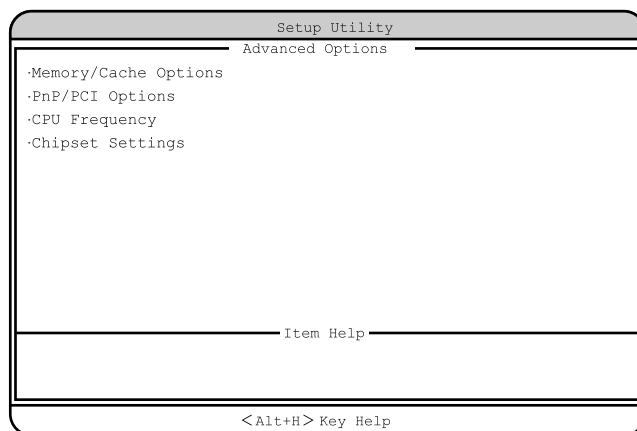 Setup Utility
Advanced Options
·Memory/Cache Options
·PnP/PCI Options
·CPU Frequency
·Chipset Settings
Item Help
<Alt+H> Key Help